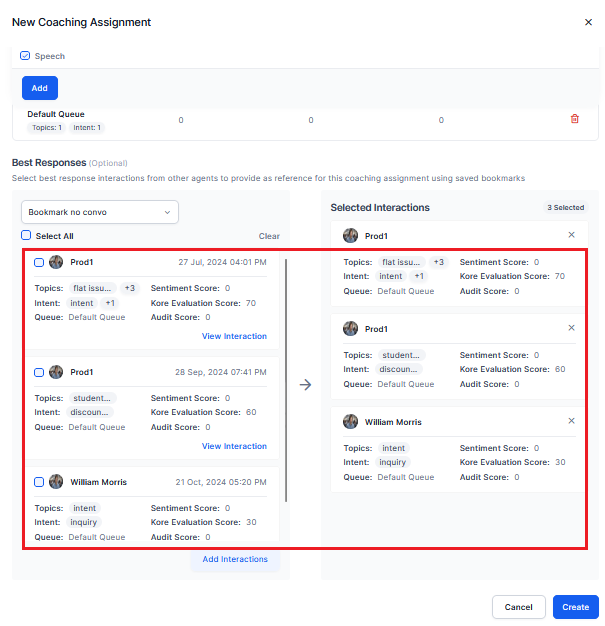 New Coaching Assignment
Speech
Add
Default Queue
Topics: 1 Intent: 1
0 0 0
Best Responses (Optional)
Select best response interactions from other agents to provide as reference for this coaching assignment using saved bookmarks
Bookmark no convo
Select All Clear
Prod1 27 Jul, 2024 04:01 PM
Topics: flat issu... +3 Sentiment Score: 0
Intent: intent +1 Kore Evaluation Score: 70
Queue: Default Queue Audit Score: 0
View Interaction
Prod1 28 Sep, 2024 07:41 PM
Topics: student... Sentiment Score: 0
Intent: discoun... Kore Evaluation Score: 60
Queue: Default Queue Audit Score: 0
View Interaction
William Morris 21 Oct, 2024 05:20 PM
Topics: intent Sentiment Score: 0
Intent: inquiry Kore Evaluation Score: 30
Queue: Default Queue Audit Score: 0
Add Interactions
Selected Interactions 3 Selected
Prod1
Topics: flat issu... +3 Sentiment Score: 0
Intent: intent +1 Kore Evaluation Score: 70
Queue: Default Queue Audit Score: 0
Prod1
Topics: student... Sentiment Score: 0
Intent: discoun... Kore Evaluation Score: 60
Queue: Default Queue Audit Score: 0
William Morris
Topics: intent Sentiment Score: 0
Intent: inquiry Kore Evaluation Score: 30
Queue: Default Queue Audit Score: 0
Cancel Create